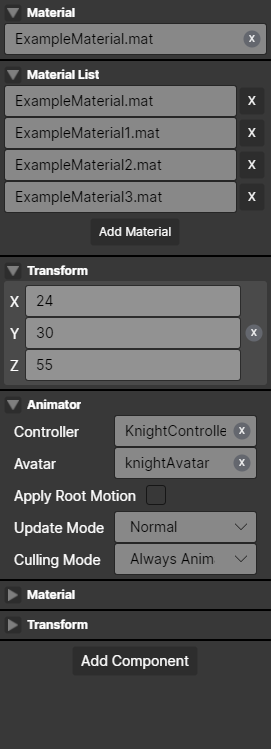 Material
ExampleMaterial.mat x
Material List
ExampleMaterial.mat X
ExampleMaterial1.mat X
ExampleMaterial2.mat X
ExampleMaterial3.mat X
Add Material
Transform
X 24
Y 30 x
Z 55
Animator
Controller KnightControlle x
Avatar knightAvatar x
Apply Root Motion
Update Mode Normal
Culling Mode Always Anim
Material
Transform
Add Component